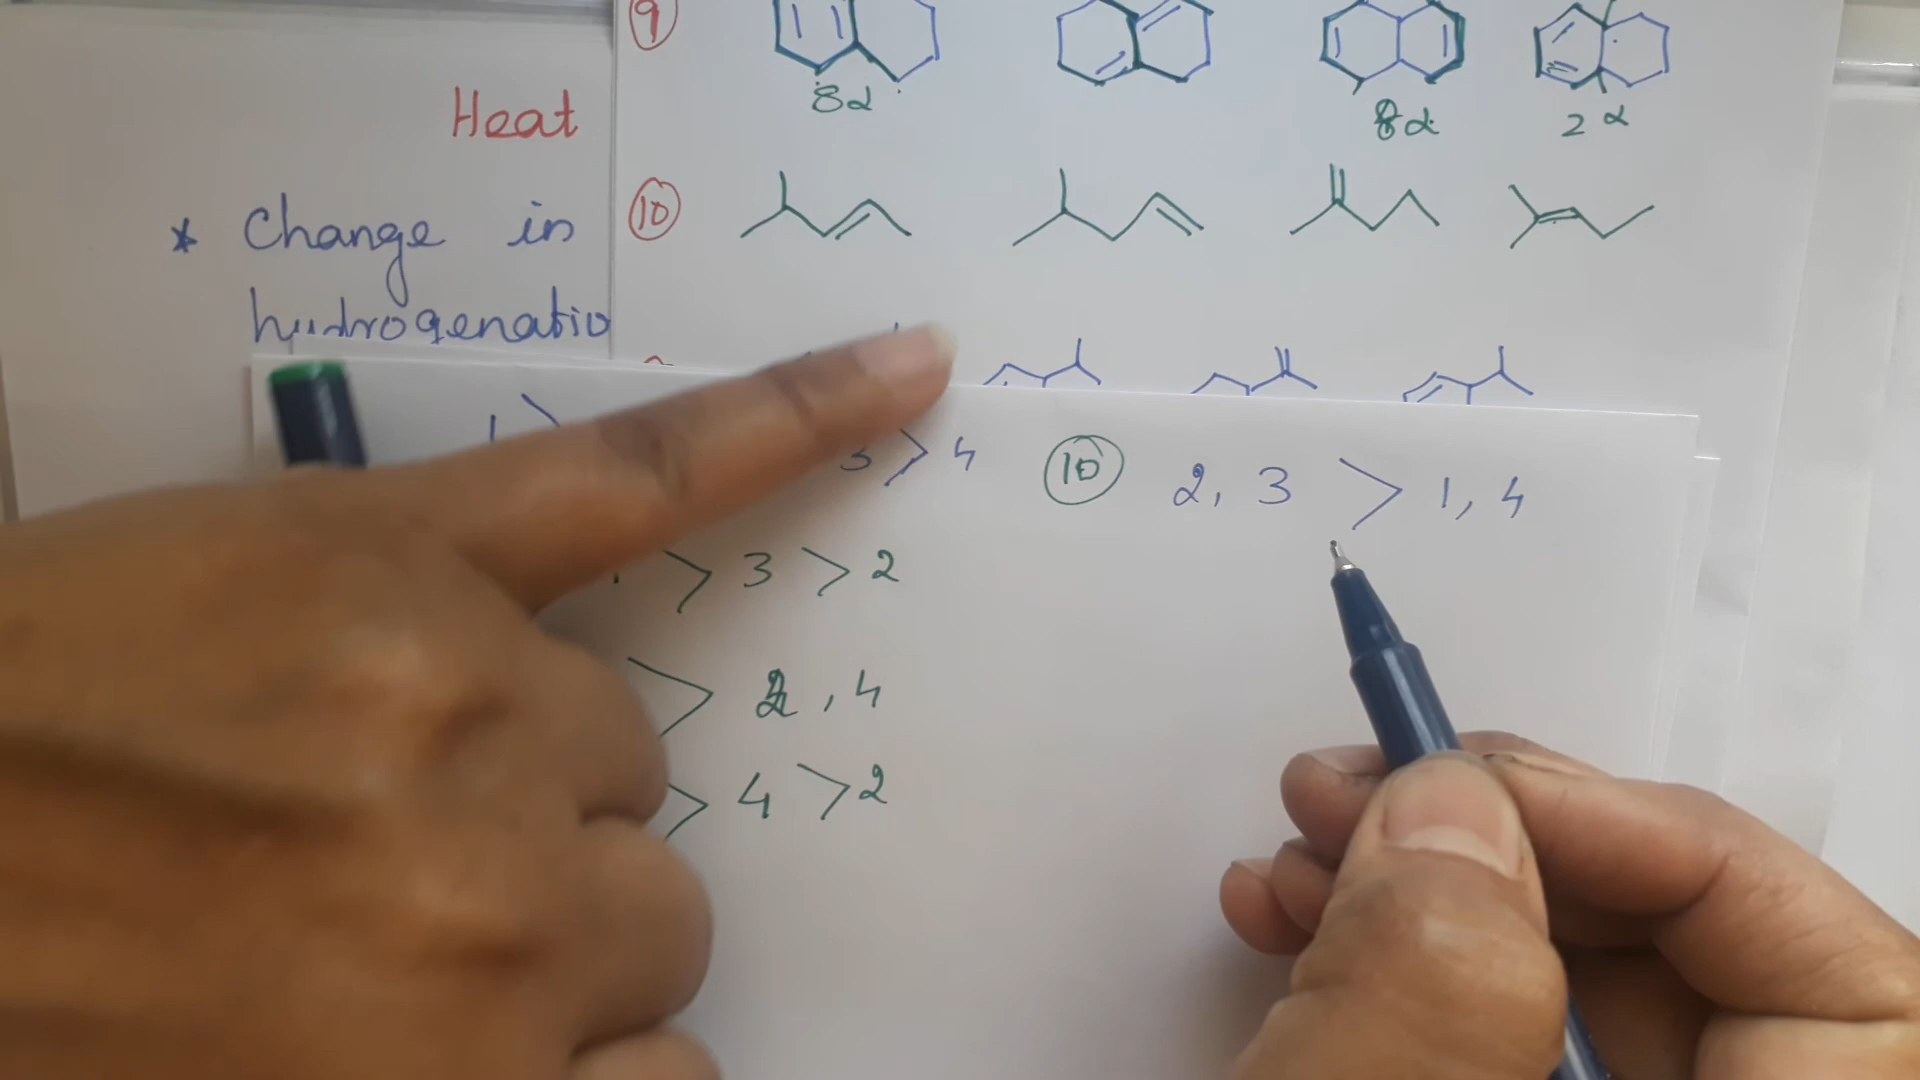 9
Heat
8α
8α
2α
* Change in
10
hydrogenatio
1 >
3 > 4
10
2, 3 > 1, 4
> 3 > 2
> 2, 4
> 4 > 2